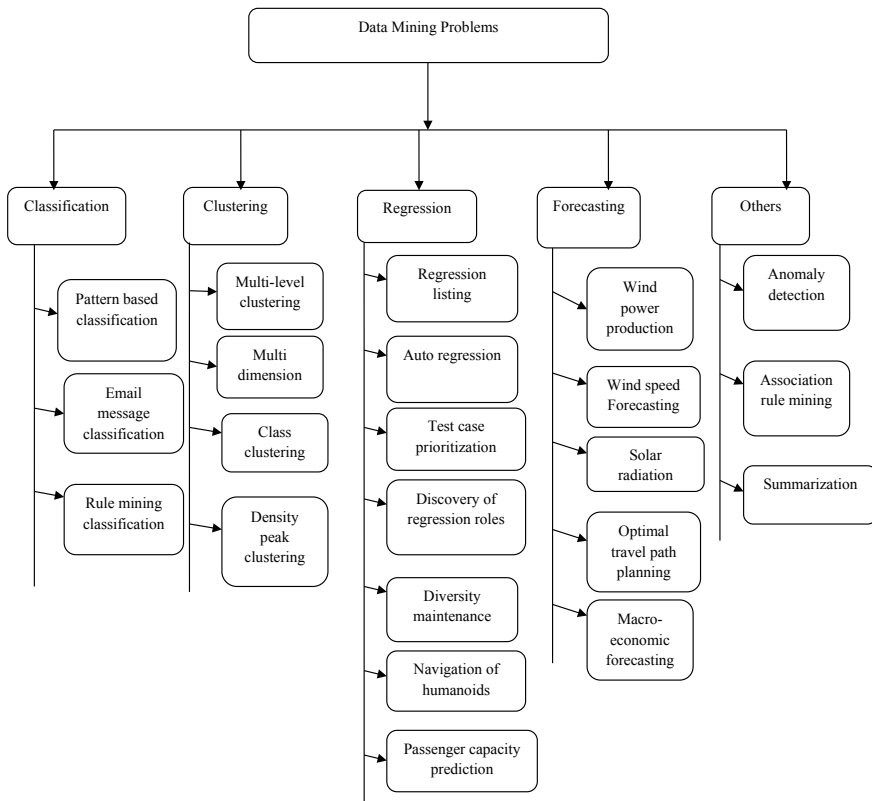 Data Mining Problems
Classification
Clustering
Regression
Forecasting
Others
Pattern based
classification
Email
message
classification
Rule mining
classification
Multi-level
clustering
Multi
dimension
Class
clustering
Density
peak
clustering
Regression
listing
Auto regression
Test case
prioritization
Discovery of
regression roles
Diversity
maintenance
Navigation of
humanoids
Passenger capacity
prediction
Wind
power
production
Wind speed
Forecasting
Solar
radiation
Optimal
travel path
planning
Macro-
economic
forecasting
Anomaly
detection
Association
rule mining
Summarization